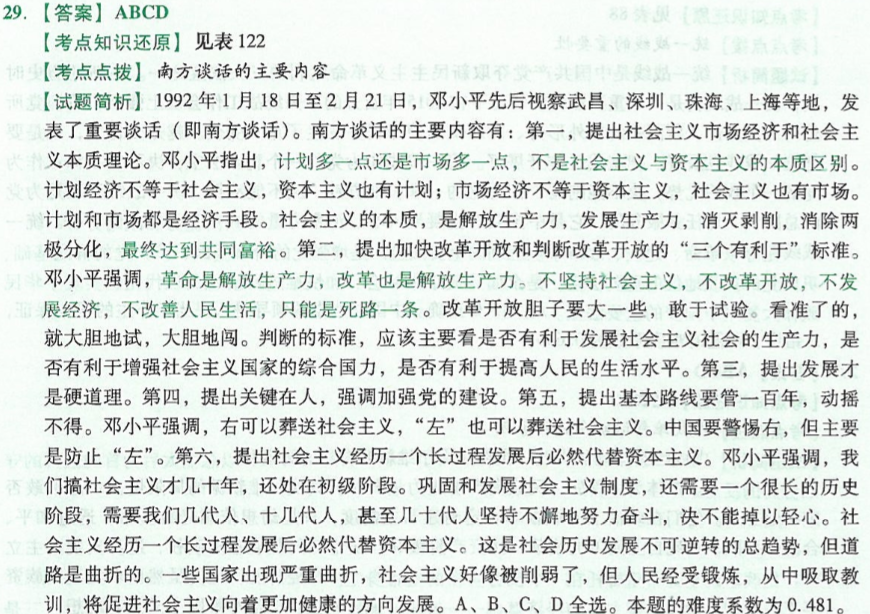 29. 【答案】ABCD
【考点知识还原】见表 122
【考点点拨】南方谈话的主要内容
【试题简析】1992 年 1 月 18 日至 2 月 21 日，邓小平先后视察武昌、深圳、珠海、上海等地，发
表了重要谈话（即南方谈话）。南方谈话的主要内容有：第一，提出社会主义市场经济和社会主
义本质理论。邓小平指出，计划多一点还是市场多一点，不是社会主义与资本主义的本质区别。
计划经济不等于社会主义，资本主义也有计划；市场经济不等于资本主义，社会主义也有市场。
计划和市场都是经济手段。社会主义的本质，是解放生产力，发展生产力，消灭剥削，消除两
极分化，最终达到共同富裕。第二，提出加快改革开放和判断改革开放的“三个有利于”标准。
邓小平强调，革命是解放生产力，改革也是解放生产力。不坚持社会主义，不改革开放，不发
展经济，不改善人民生活，只能是死路一条。改革开放胆子要大一些，敢于试验。看准了的，
就大胆地试，大胆地闯。判断的标准，应该主要看是否有利于发展社会主义社会的生产力，是
否有利于增强社会主义国家的综合国力，是否有利于提高人民的生活水平。第三，提出发展才
是硬道理。第四，提出关键在人，强调加强党的建设。第五，提出基本路线要管一百年，动摇
不得。邓小平强调，右可以葬送社会主义，“左”也可以葬送社会主义。中国要警惕右，但主要
是防止“左”。第六，提出社会主义经历一个长过程发展后必然代替资本主义。邓小平强调，我
们搞社会主义才几十年，还处在初级阶段。巩固和发展社会主义制度，还需要一个很长的历史
阶段，需要我们几代人、十几代人，甚至几十代人坚持不懈地努力奋斗，决不能掉以轻心。社
会主义经历一个长过程发展后必然代替资本主义。这是社会历史发展不可逆转的总趋势，但道
路是曲折的。一些国家出现严重曲折，社会主义好像被削弱了，但人民经受锻炼，从中吸取教
训，将促进社会主义向着更加健康的方向发展。A、B、C、D 全选。本题的难度系数为 0.481。